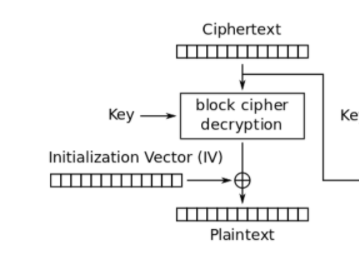 Ciphertext
Key
block cipher
decryption
Initialization Vector (IV)
Plaintext